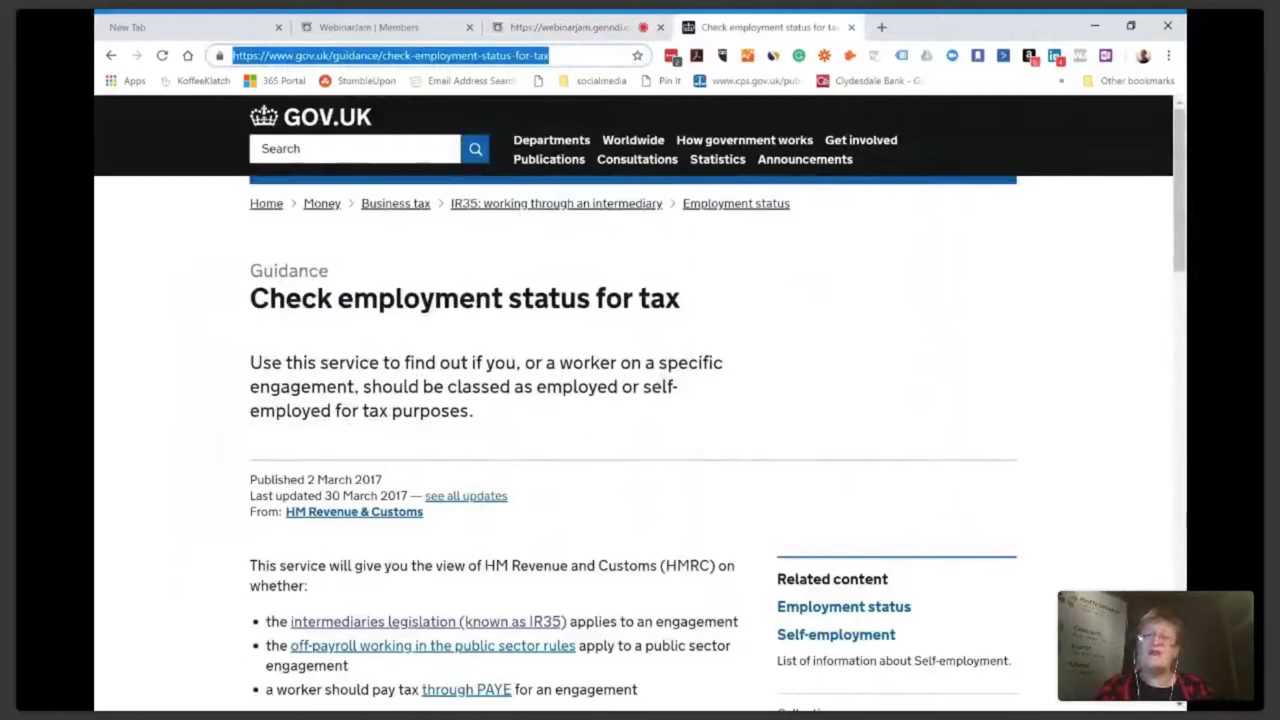 New Tab
WebinarJam | Members
https://webinarjam.genndi.c
Check employment status for tax
https://www.gov.uk/guidance/check-employment-status-for-tax
Apps
KoffeeKlatch
365 Portal
StumbleUpon
Email Address Searc
socialmedia
Pin It
www.cps.gov.uk/pub
Clydesdale Bank - G
»
Other bookmarks
GOV.UK
Search
Departments Worldwide How government works Get involved
Publications Consultations Statistics Announcements
Home > Money > Business tax > IR35: working through an intermediary > Employment status
Guidance
Check employment status for tax
Use this service to find out if you, or a worker on a specific
engagement, should be classed as employed or self-
employed for tax purposes.
Published 2 March 2017
Last updated 30 March 2017 — see all updates
From: HM Revenue & Customs
This service will give you the view of HM Revenue and Customs (HMRC) on
whether:
• the intermediaries legislation (known as IR35) applies to an engagement
• the off-payroll working in the public sector rules apply to a public sector
engagement
• a worker should pay tax through PAYE for an engagement
Related content
Employment status
Self-employment
List of information about Self-employment.